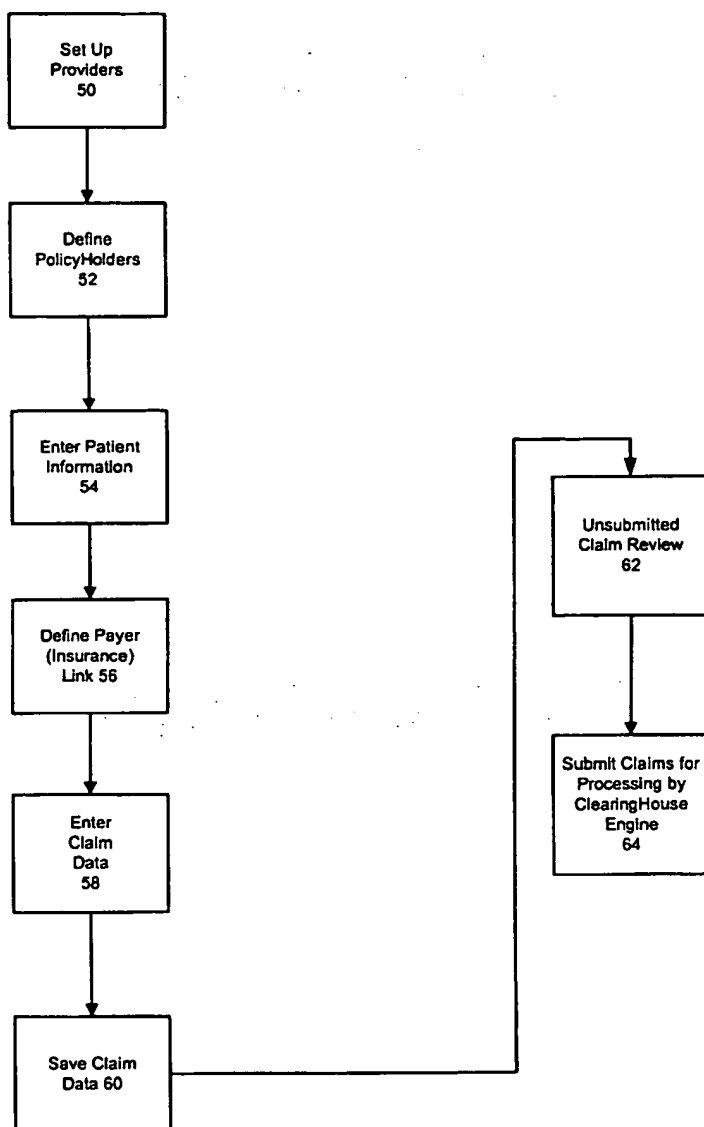 Set Up
Providers
50
Define
PolicyHolders
52
Enter Patient
Information
54
Define Payer
(Insurance)
Link 56
Enter
Claim
Data
58
Save Claim
Data 60
Unsubmitted
Claim Review
62
Submit Claims for
Processing by
ClearingHouse
Engine
64